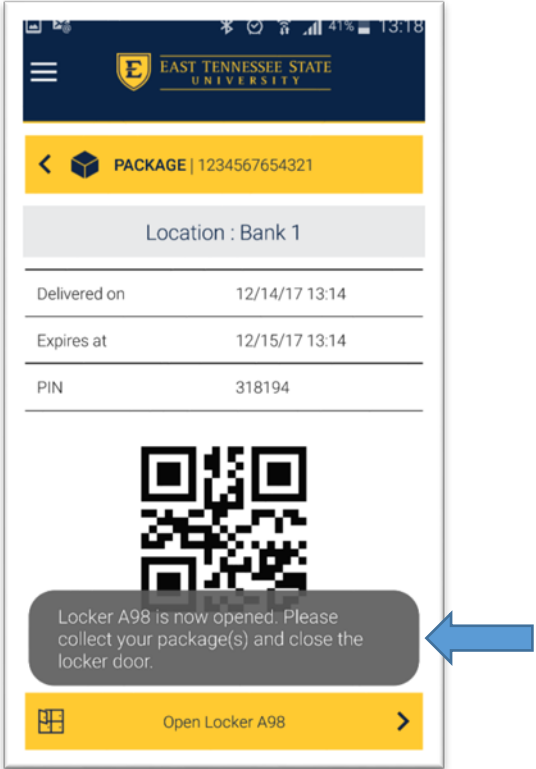 41% 13:18
EAST TENNESSEE STATE
UNIVERSITY
PACKAGE | 1234567654321
Location : Bank 1
Delivered on 12/14/17 13:14
Expires at 12/15/17 13:14
PIN 318194
Locker A98 is now opened. Please
collect your package(s) and close the
locker door.
Open Locker A98